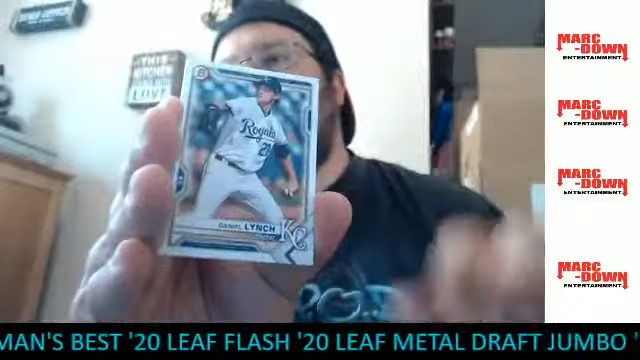 THIS
KITCHEN
LOVE
Royals
DANIEL LYNCH
KC
MARC
-DOWN
ENTERTAINMENT
MARC
-DOWN
ENTERTAINMENT
MARC
-DOWN
ENTERTAINMENT
MARC
-DOWN
ENTERTAINMENT
MAN'S BEST '20 LEAF FLASH '20 LEAF METAL DRAFT JUMBO '